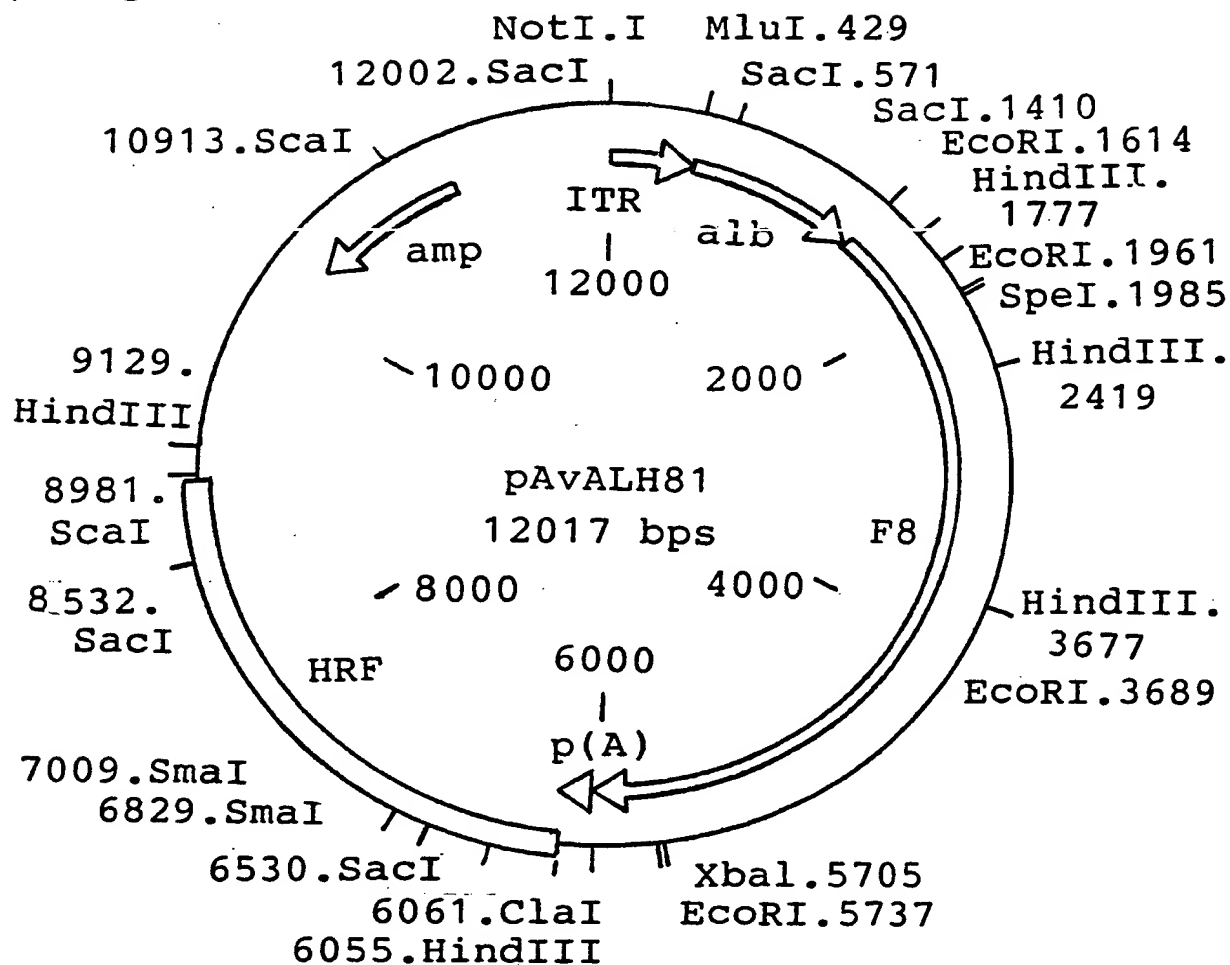 NotI.I
MluI.429
12002.SacI
SacI.571
SacI.1410
10913.ScaI
EcoRI.1614
HindIII.
1777
ITR
alb
amp
EcoRI.1961
12000
SpeI.1985
9129.
HindIII
10000
2000
HindIII.
2419
pAvALH81
8981.
ScaI
12017 bps
F8
8532.
SacI
8000
4000
HindIII.
3677
HRF
6000
EcoRI.3689
p(A)
7009.SmaI
6829.SmaI
6530.SacI
Xbal.5705
6061.ClaI
EcoRI.5737
6055.HindIII